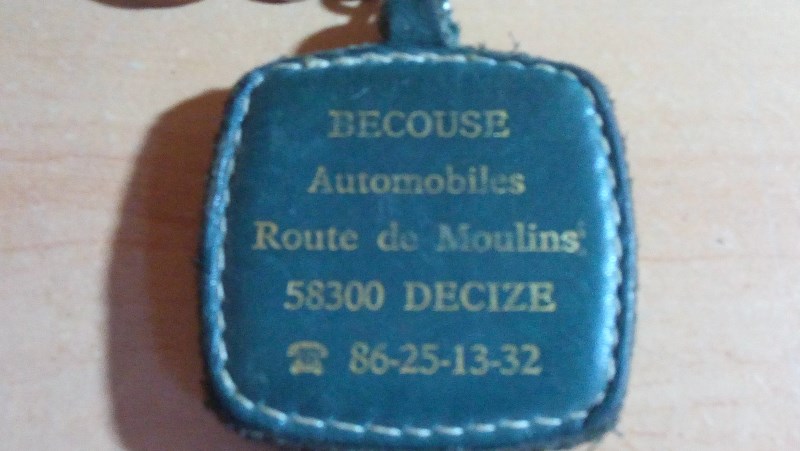 BECOUSE
Automobiles
Route de Moulins
58300 DECIZE
☎ 86-25-13-32